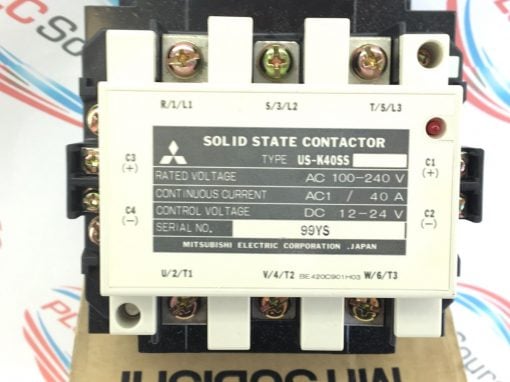 R/1/L1 S/3/L2 T/5/L3
SOLID STATE CONTACTOR
TYPE US-K40SS
RATED VOLTAGE AC 100-240 V
CONTINUOUS CURRENT AC1 / 40 A
CONTROL VOLTAGE DC 12-24 V
SERIAL NO. 99YS
MITSUBISHI ELECTRIC CORPORATION .JAPAN
C3 (+)
C4 (-)
C1 (+)
C2 (-)
U/2/T1 V/4/T2 BE420C901H03 W/6/T3